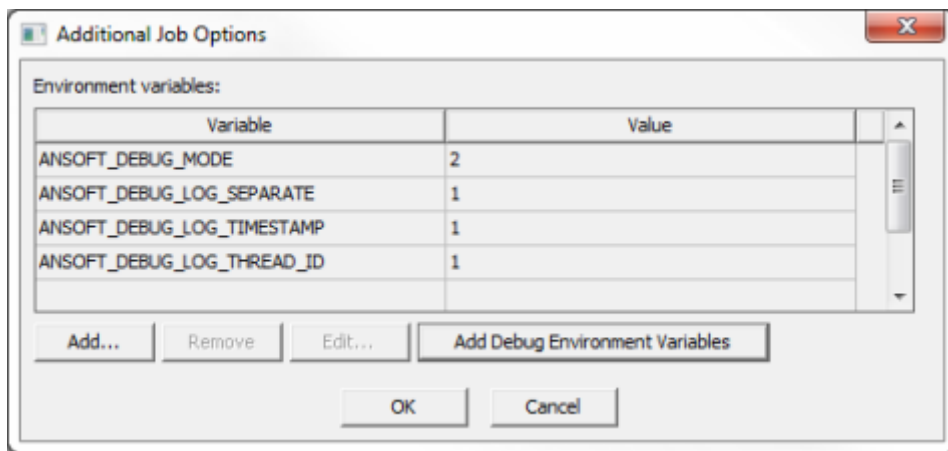 Additional Job Options
Environment variables:
Variable Value
ANSOFT_DEBUG_MODE 2
ANSOFT_DEBUG_LOG_SEPARATE 1
ANSOFT_DEBUG_LOG_TIMESTAMP 1
ANSOFT_DEBUG_LOG_THREAD_ID 1
Add... Remove Edit... Add Debug Environment Variables
OK Cancel